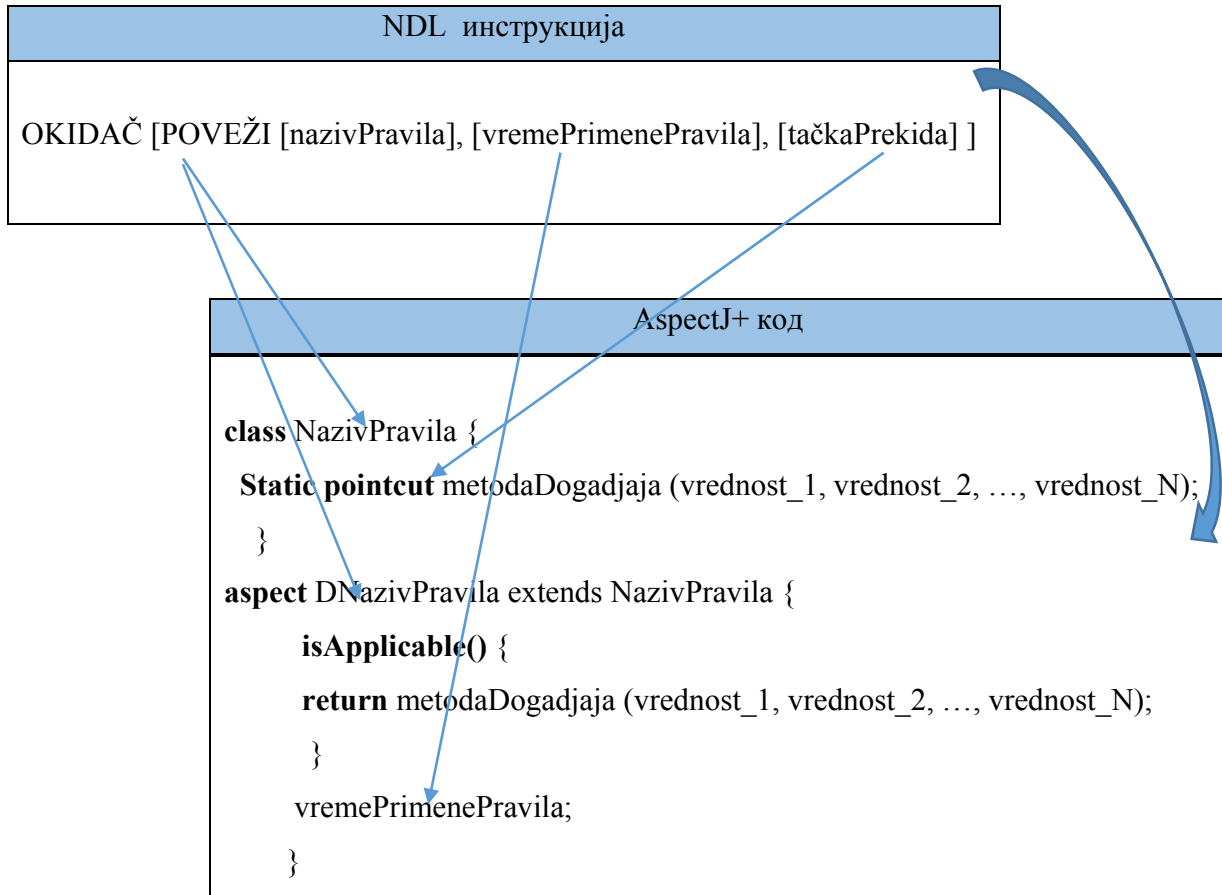 NDL инструкција
OKIDAČ [POVEŽI [nazivPravila], [vremePrimenePravila], [tačkaPrekida] ]
AspectJ+ код
class NazivPravila {
Static pointcut metodaDogadjaja (vrednost_1, vrednost_2, …, vrednost_N);
}
aspect DNazivPravila extends NazivPravila {
isApplicable() {
return metodaDogadjaja (vrednost_1, vrednost_2, …, vrednost_N);
}
vremePrimenePravila;
}